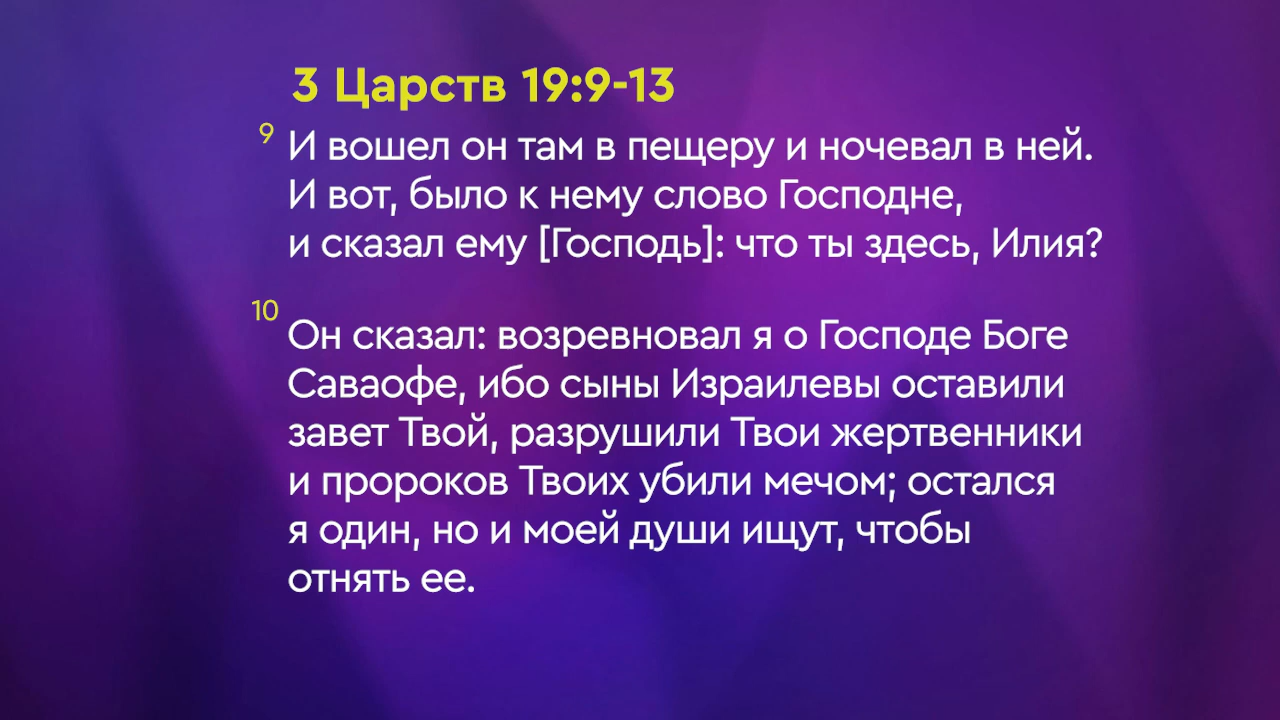 3 Царств 19:9-13
9 И вошел он там в пещеру и ночевал в ней.
И вот, было к нему слово Господне,
и сказал ему [Господь]: что ты здесь, Илия?
10 Он сказал: возревновал я о Господе Боге
Саваофе, ибо сыны Израилевы оставили
завет Твой, разрушили Твои жертвенники
и пророков Твоих убили мечом; остался
я один, но и моей души ищут, чтобы
отнять ее.